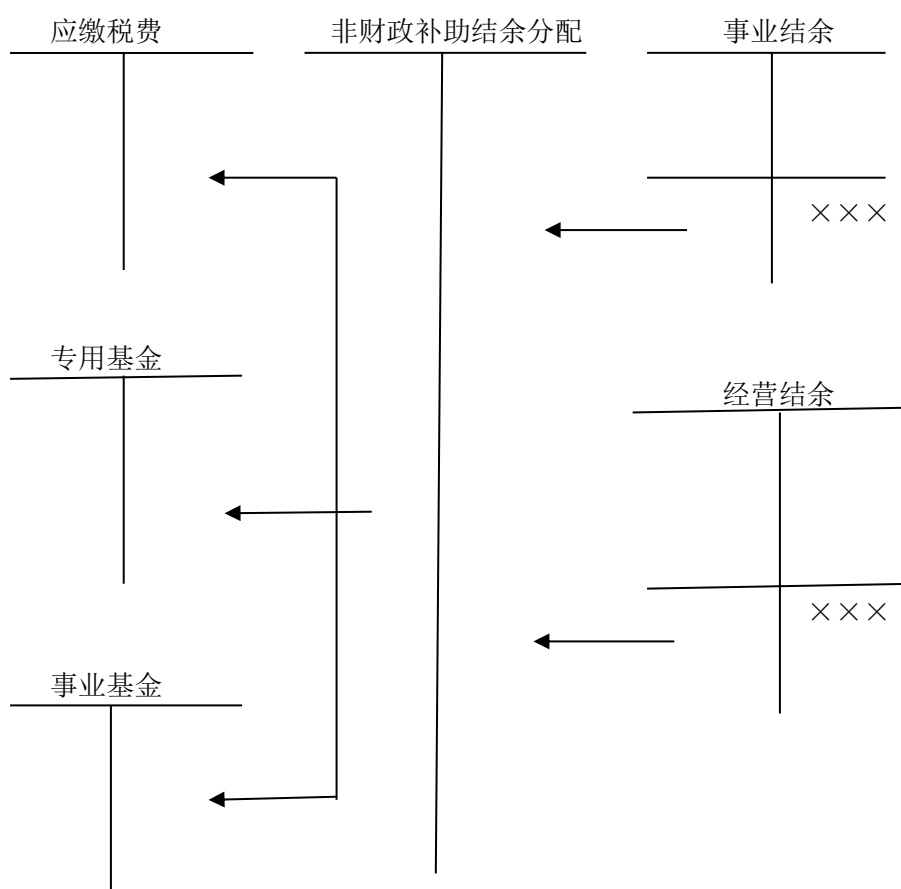 应缴税费
非财政补助结余分配
事业结余
×××
专用基金
经营结余
×××
事业基金